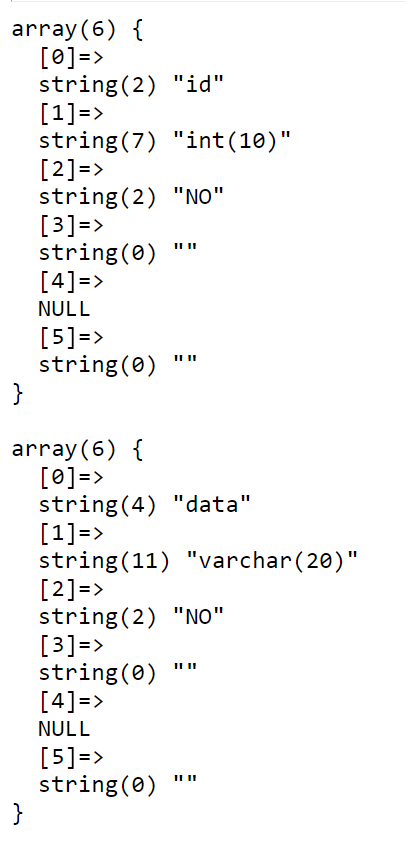 array(6) {
  [0]=>
  string(2) "id"
  [1]=>
  string(7) "int(10)"
  [2]=>
  string(2) "NO"
  [3]=>
  string(0) ""
  [4]=>
  NULL
  [5]=>
  string(0) ""
}

array(6) {
  [0]=>
  string(4) "data"
  [1]=>
  string(11) "varchar(20)"
  [2]=>
  string(2) "NO"
  [3]=>
  string(0) ""
  [4]=>
  NULL
  [5]=>
  string(0) ""
}